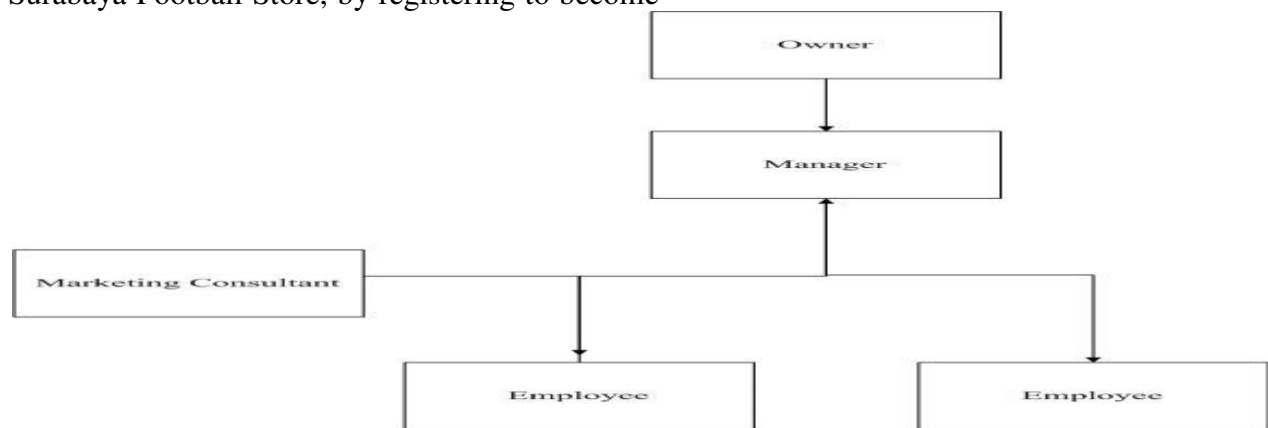 Surabaya Football Store, by registering to become
Owner
Manager
Marketing Consultant
Employee
Employee